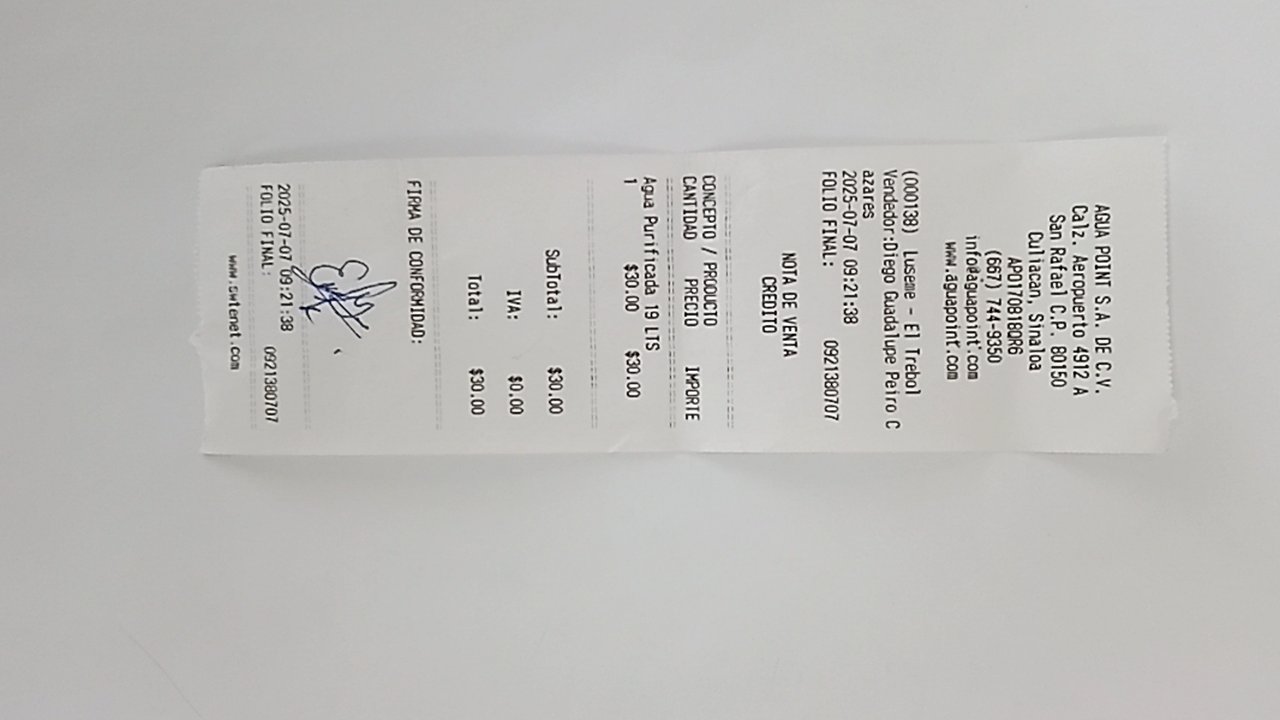 AGUA POINT S.A. DE C.V.
Calz. Aeropuerto 4912 A
San Rafael C.P. 80150
Culiacan, Sinaloa
APO170818QR6
(667) 744-9350
info@aguapoint.com
www.aguapoint.com
(000138) Luseme - El Trebol
Vendedor:Diego Guadalupe Peiro C
azares
2025-07-07 09:21:38
FOLIO FINAL: 0921380707
NOTA DE VENTA
CREDITO
CONCEPTO / PRODUCTO
CANTIDAD PRECIO IMPORTE
Agua Purificada 19 LTS
1 $30.00 $30.00
SubTotal: $30.00
IVA: $0.00
Total: $30.00
FIRMA DE CONFORMIDAD:
2025-07-07 09:21:38
FOLIO FINAL: 0921380707
www.owtenet.com